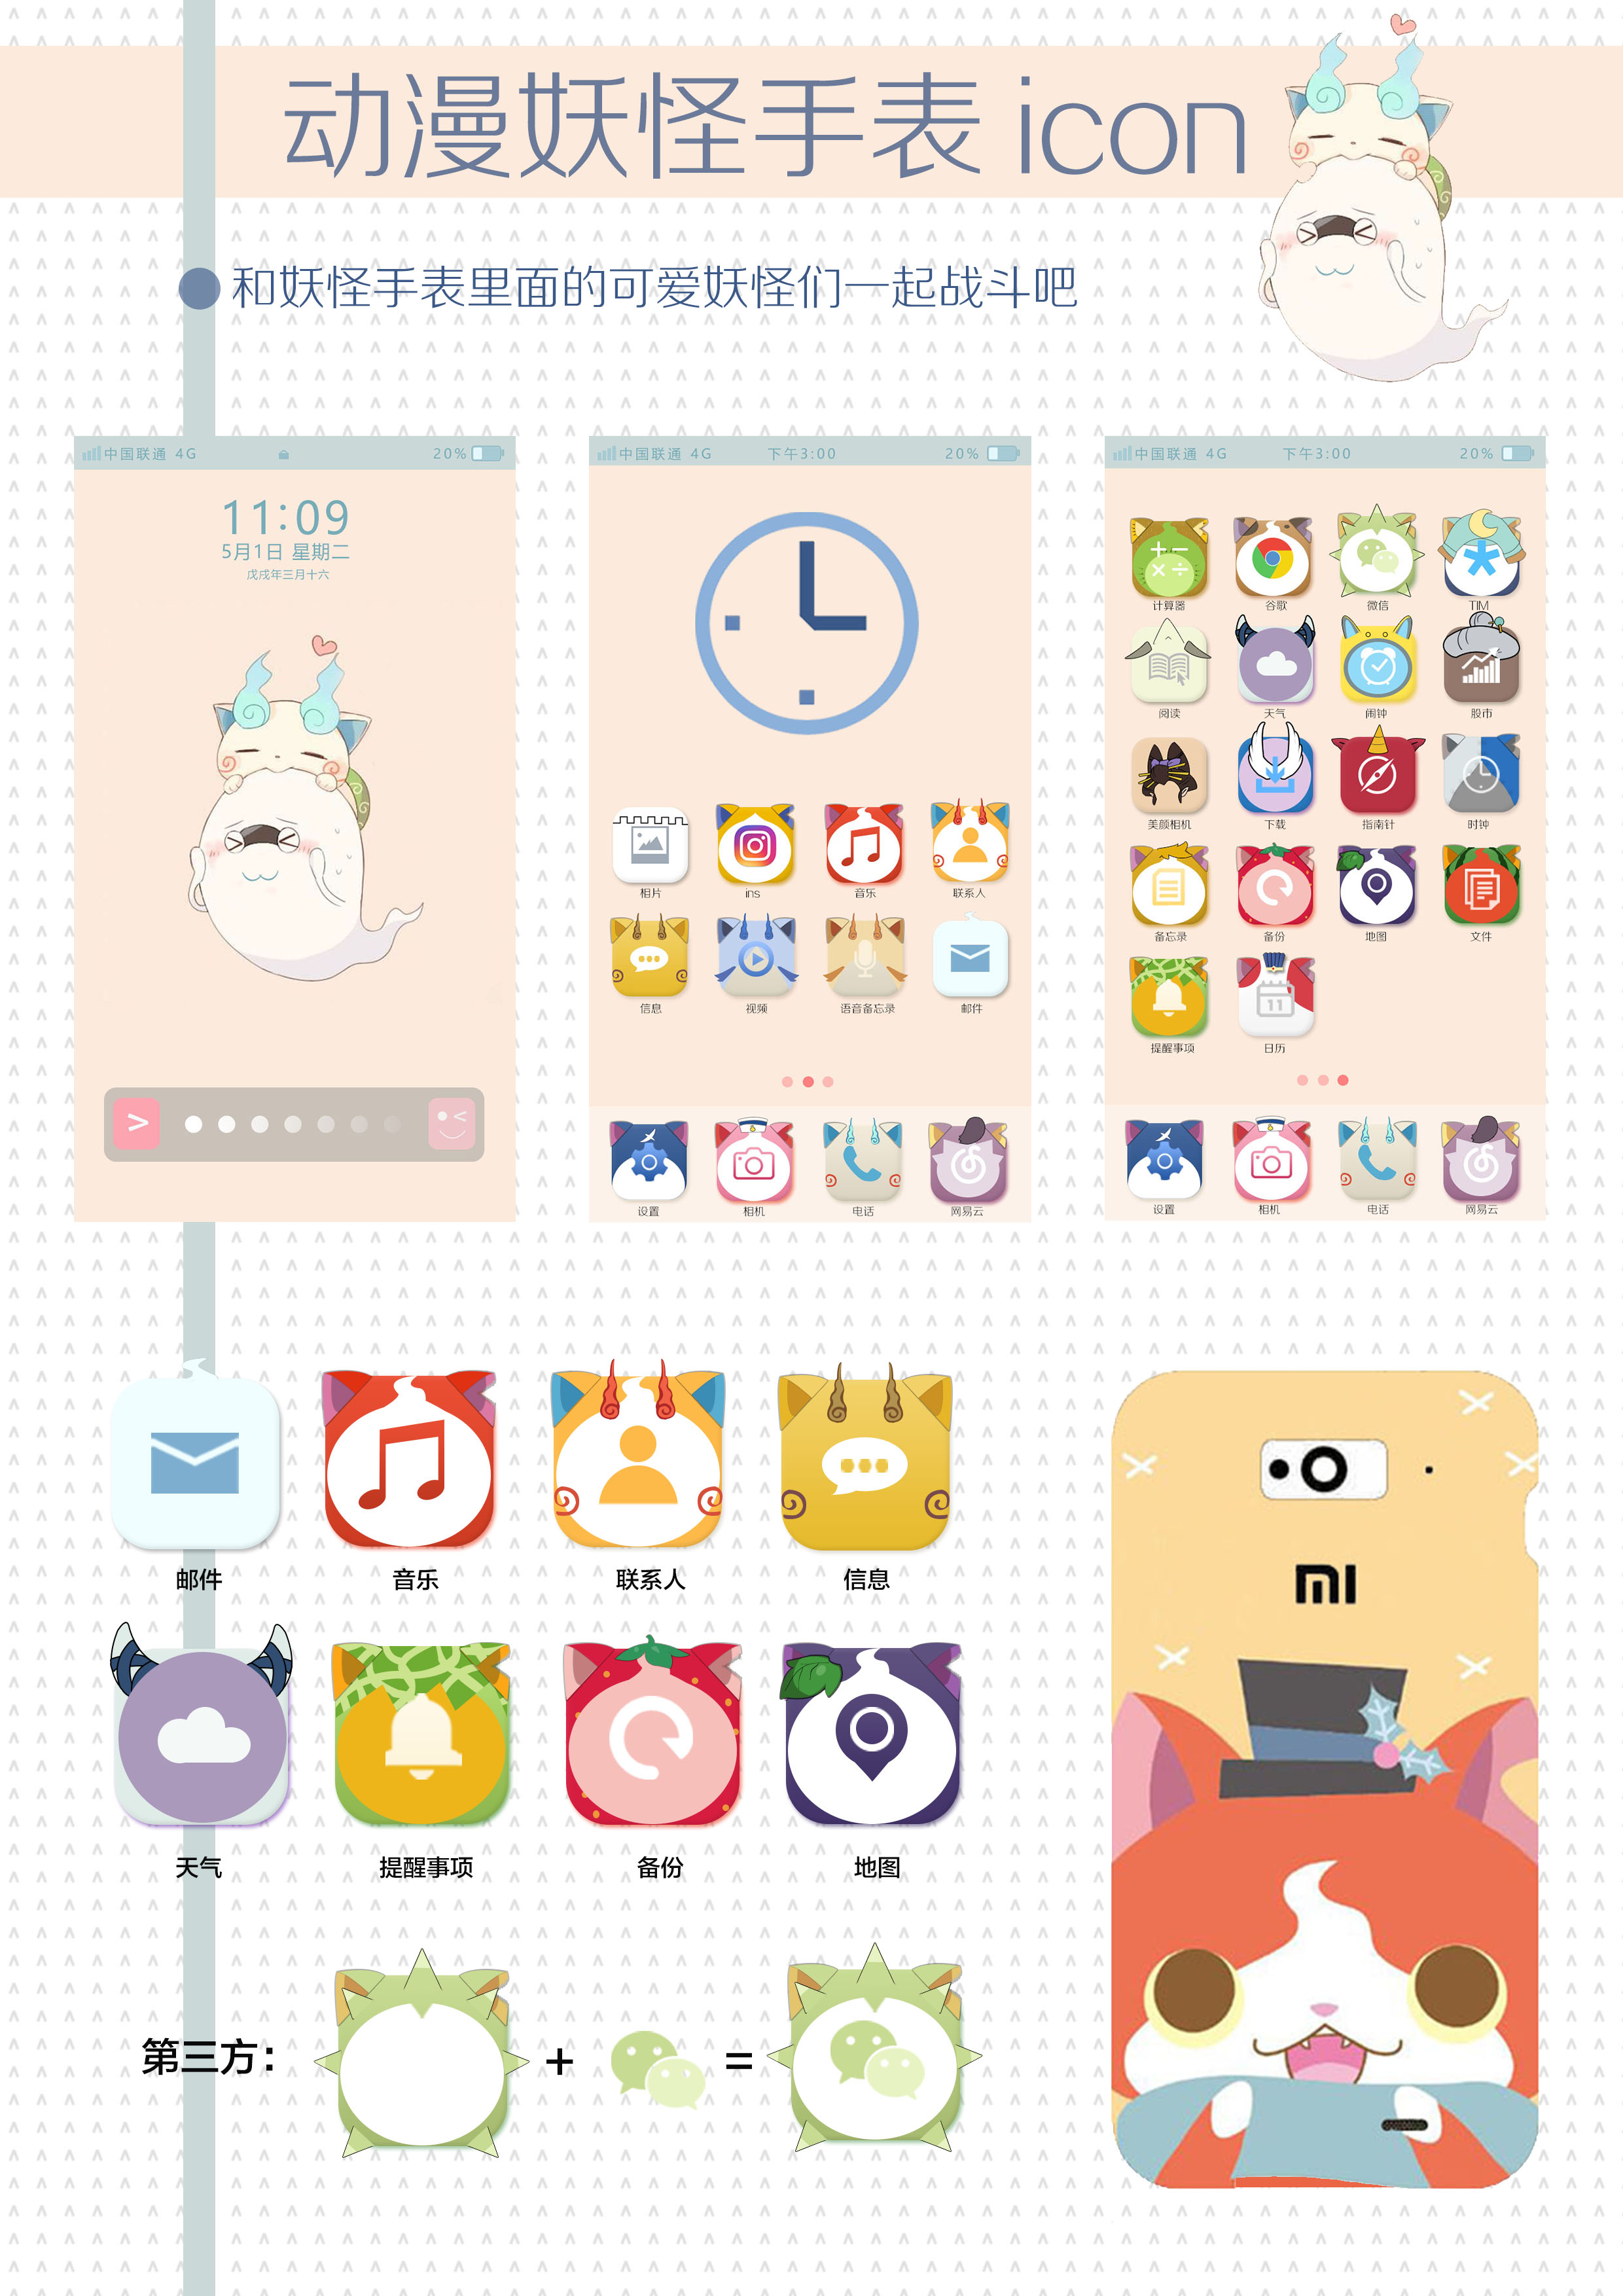 动漫妖怪手表 icon
和妖怪手表里面的可爱妖怪们一起战斗吧
中国联通 4G 20%
11:09
5月1日 星期二
戊戌年三月十六
中国联通 4G 下午3:00 20%
相片 ins 音乐 联系人
信息 视频 语音备忘录 邮件
设置 相机 电话 网易云
中国联通 4G 下午3:00 20%
计算器 谷歌 微信 TIM
阅读 天气 闹钟 股市
美颜相机 下载 指南针 时钟
备忘录 备份 地图 文件
11
提醒事项 日历
设置 相机 电话 网易云
邮件 音乐 联系人 信息
天气 提醒事项 备份 地图
第三方： + =
MI